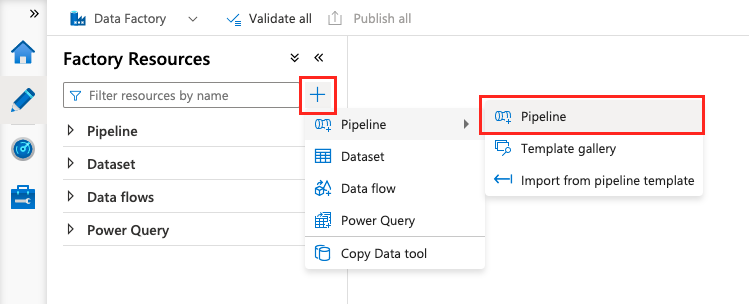 Data Factory
Validate all
Publish all
Factory Resources
Filter resources by name
Pipeline
Dataset
Data flows
Power Query
Pipeline
Dataset
Data flow
Power Query
Copy Data tool
Pipeline
Template gallery
Import from pipeline template